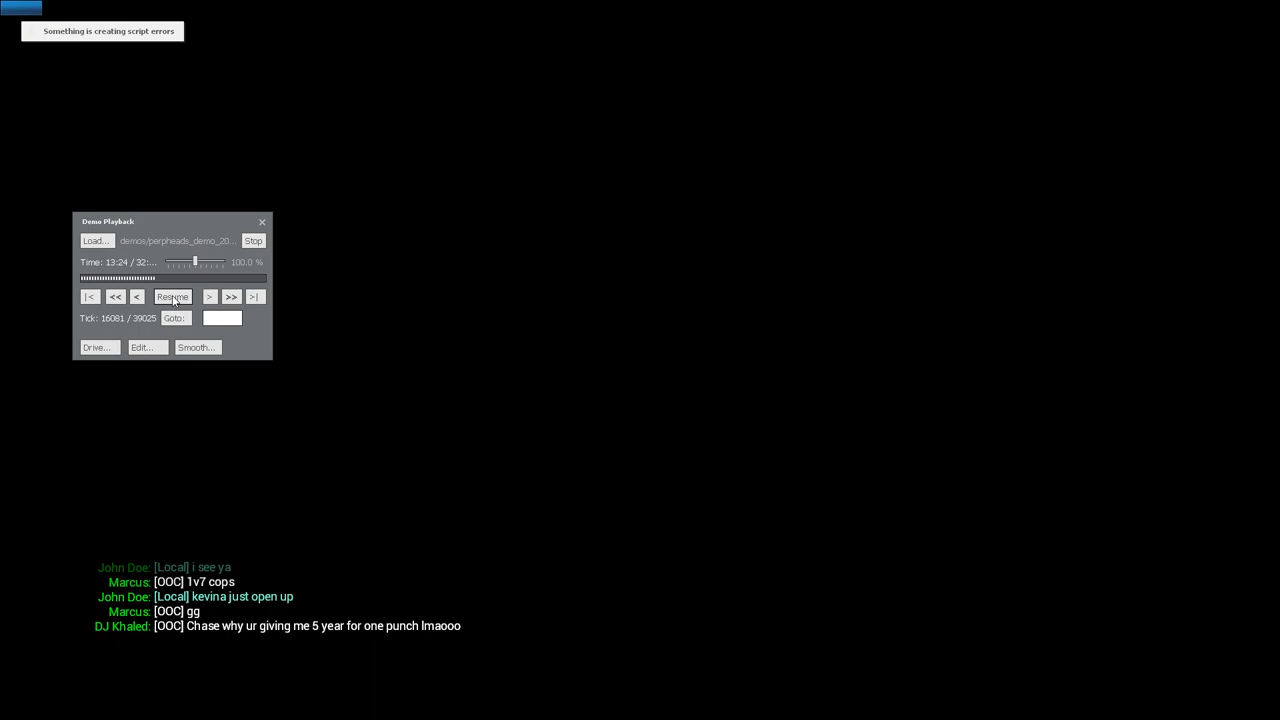 Something is creating script errors
Demo Playback
Load... demos/perpheads_demo_20... Stop
Time: 13:24 / 32:... 100.0 %
|< << < Resume > >> >|
Tick: 16081 / 39025 Goto:
Drive... Edit... Smooth...
John Doe: [Local] i see ya
Marcus: [OOC] 1v7 cops
John Doe: [Local] kevina just open up
Marcus: [OOC] gg
DJ Khaled: [OOC] Chase why ur giving me 5 year for one punch lmaooo